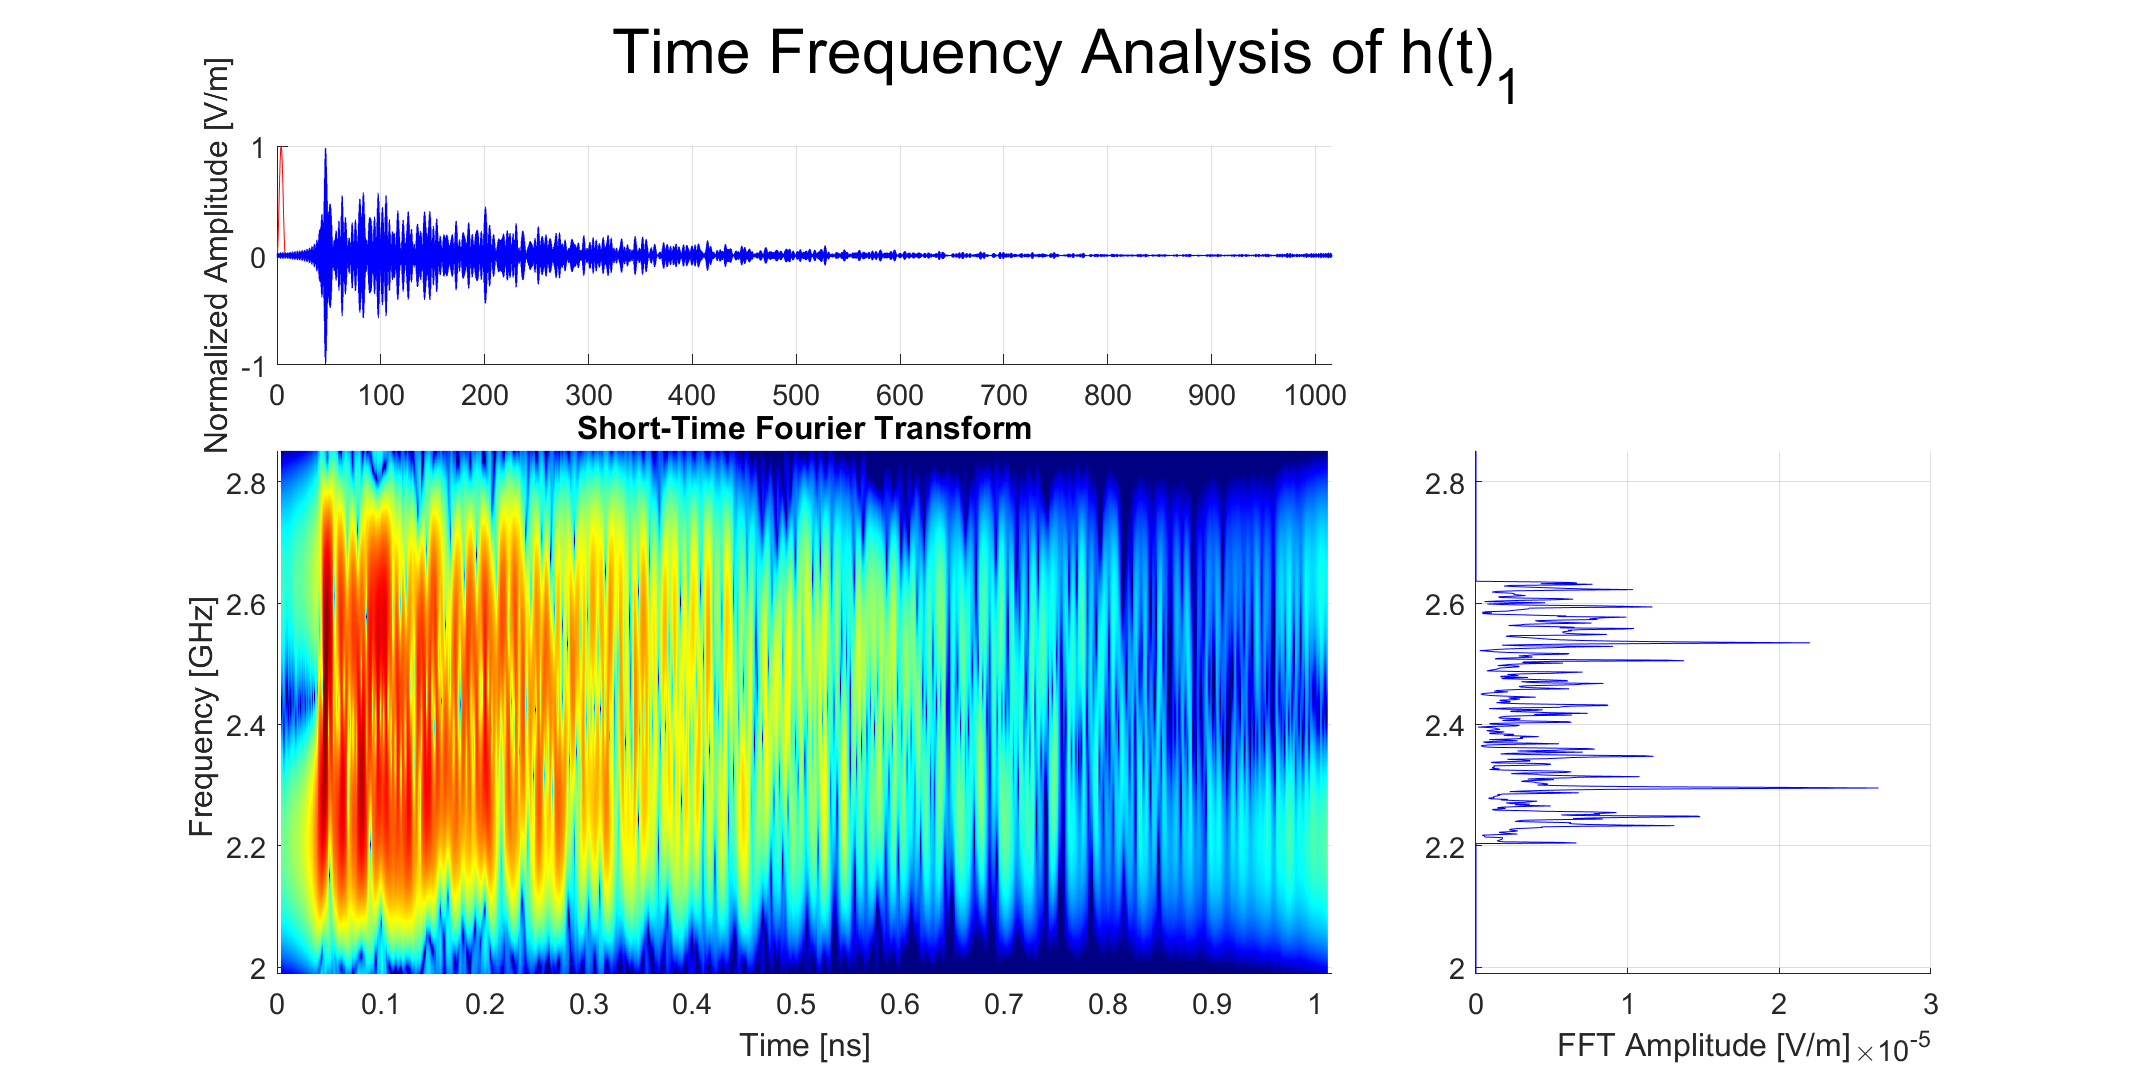 Time Frequency Analysis of h(t)1
Normalized Amplitude [V/m]
1
0
-1
0 100 200 300 400 500 600 700 800 900 1000
Short-Time Fourier Transform
Frequency [GHz]
2.8
2.6
2.4
2.2
2
0 0.1 0.2 0.3 0.4 0.5 0.6 0.7 0.8 0.9 1
Time [ns]
2.8
2.6
2.4
2.2
2
0 1 2 3
FFT Amplitude [V/m] ×10-5